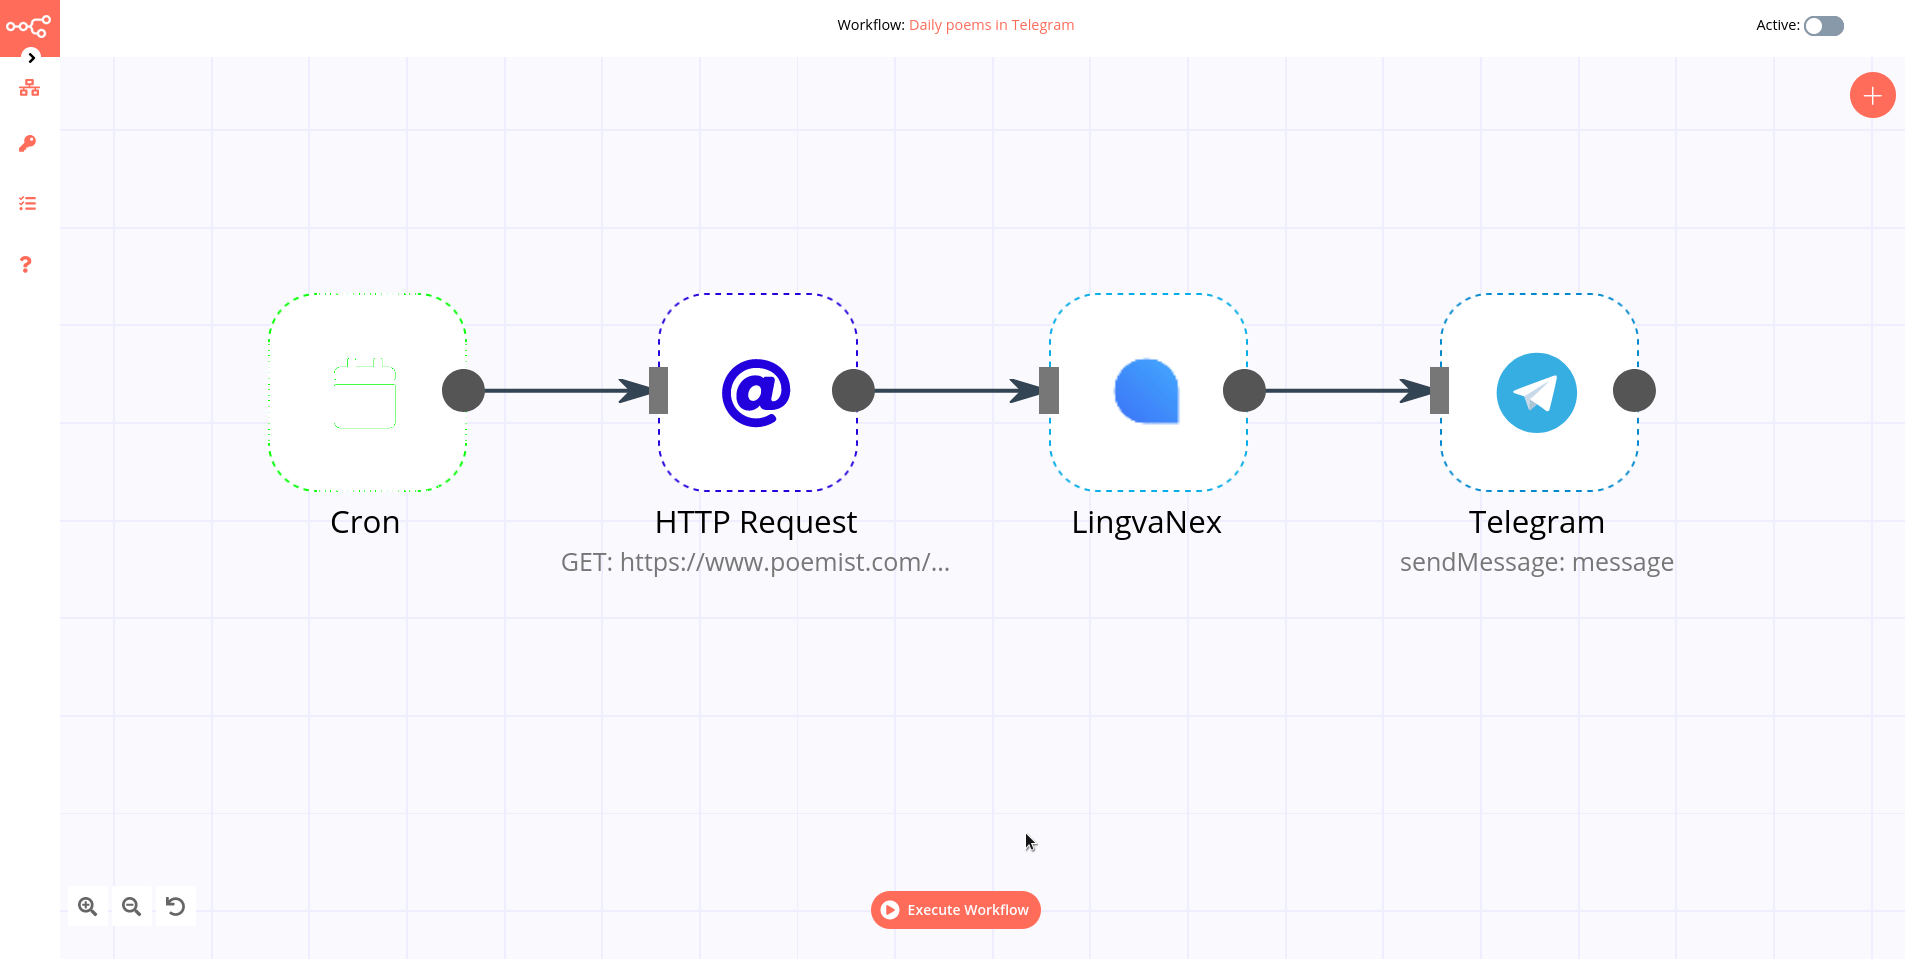 Workflow: Daily poems in Telegram
Active:
Cron
HTTP Request
LingvaNex
Telegram
GET: https://www.poemist.com/...
sendMessage: message
Execute Workflow